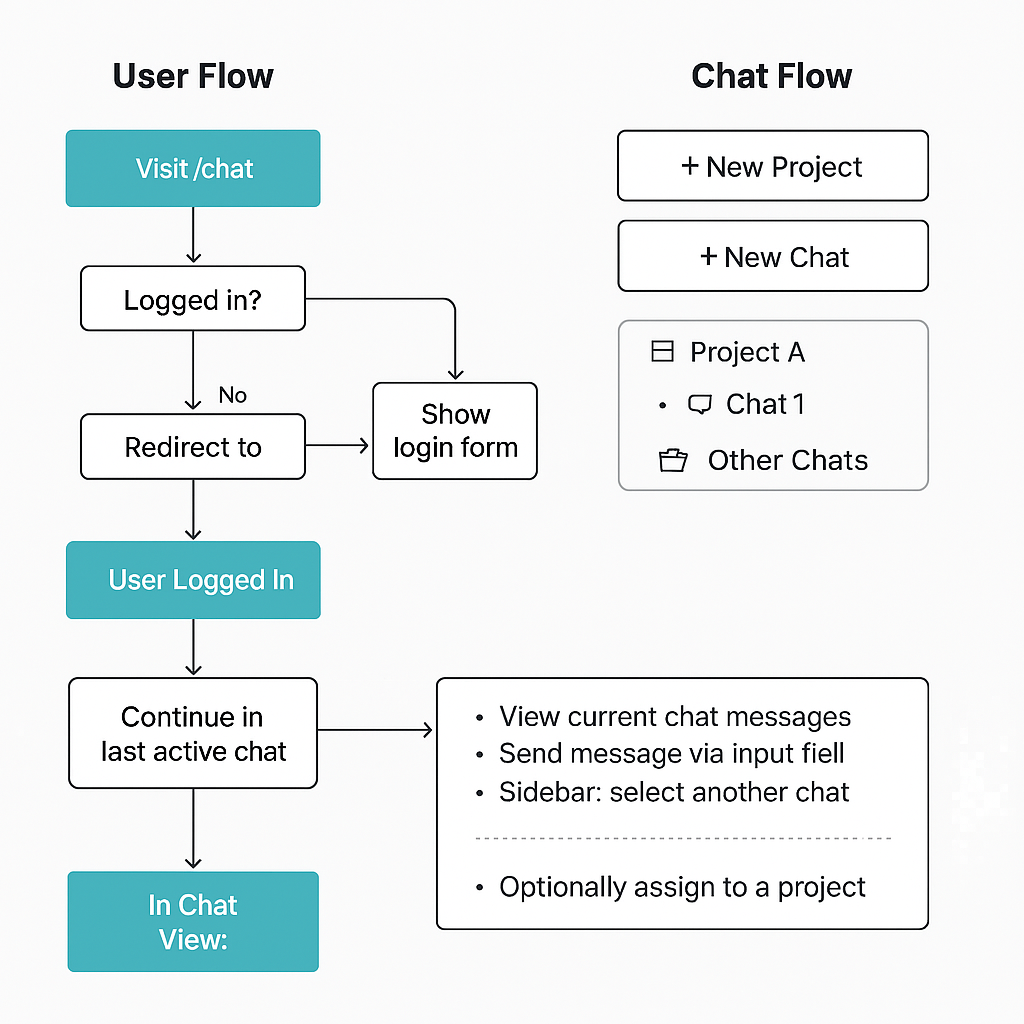 User Flow
Visit /chat
Logged in?
No
Redirect to
Show
login form
User Logged In
Continue in
last active chat
In Chat
View:
Chat Flow
+ New Project
+ New Chat
Project A
• Chat 1
Other Chats
• View current chat messages
• Send message via input fiell
• Sidebar: select another chat
• Optionally assign to a project